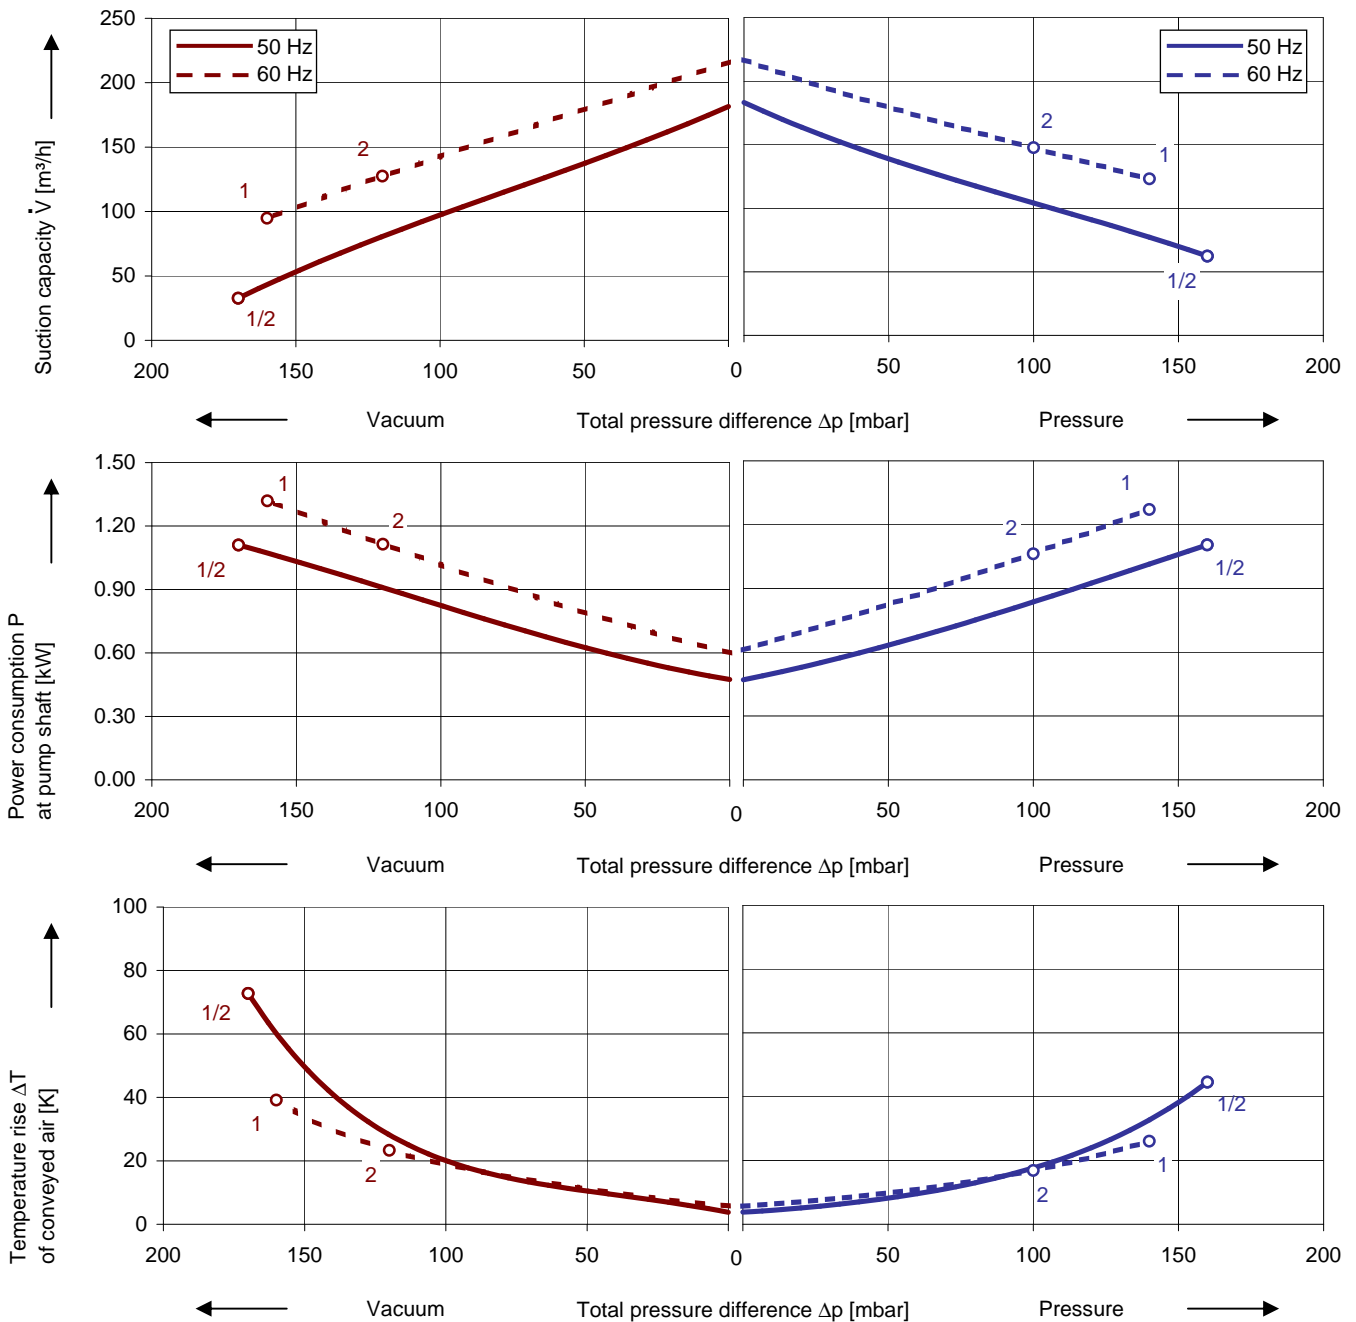 250
200
150
100
50
0
Suction capacity V̇ [m³/h]
50 Hz
60 Hz
50 Hz
60 Hz
1
2
1/2
2
1
1/2
200 150 100 50 0 50 100 150 200
Vacuum Total pressure difference Δp [mbar] Pressure
1.50
1.20
0.90
0.60
0.30
0.00
Power consumption P
at pump shaft [kW]
1
2
1/2
1
2
1/2
200 150 100 50 0 50 100 150 200
Vacuum Total pressure difference Δp [mbar] Pressure
100
80
60
40
20
0
Temperature rise ΔT
of conveyed air [K]
1/2
1
2
1/2
1
2
200 150 100 50 0 50 100 150 200
Vacuum Total pressure difference Δp [mbar] Pressure